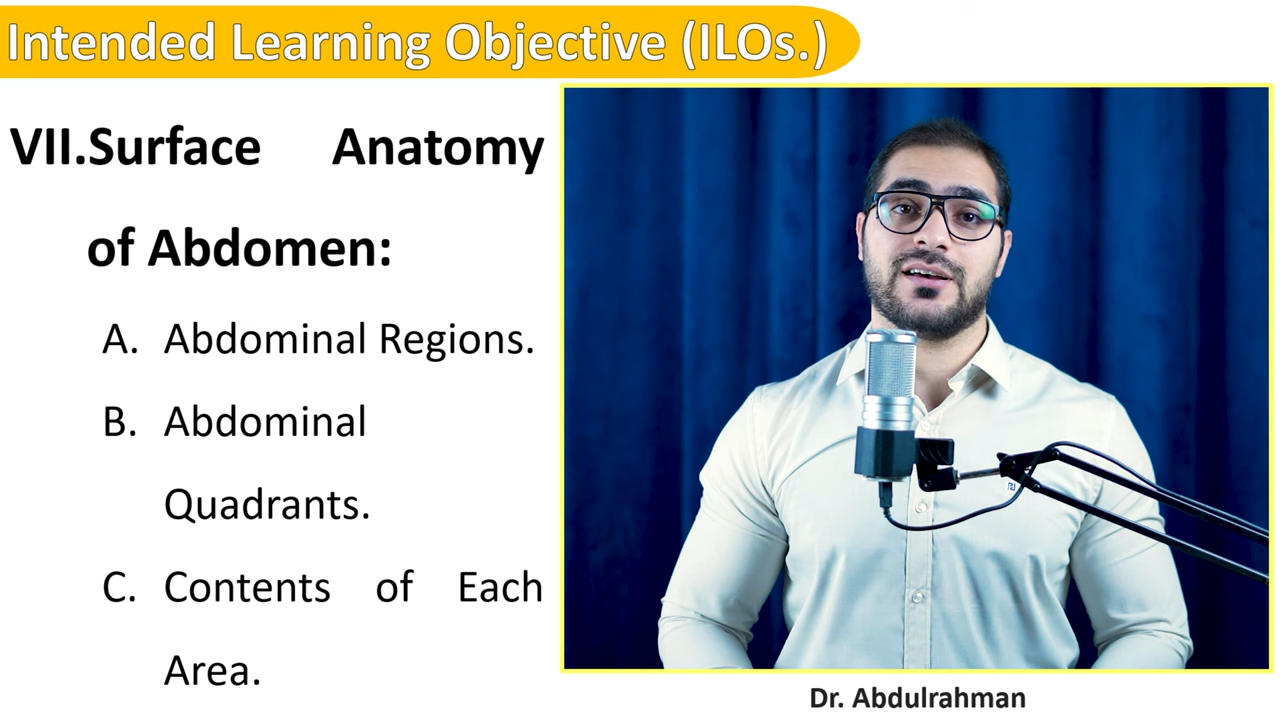 Intended Learning Objective (ILOs.)
VII.Surface Anatomy
of Abdomen:
A. Abdominal Regions.
B. Abdominal
Quadrants.
C. Contents of Each
Area.
Dr. Abdulrahman